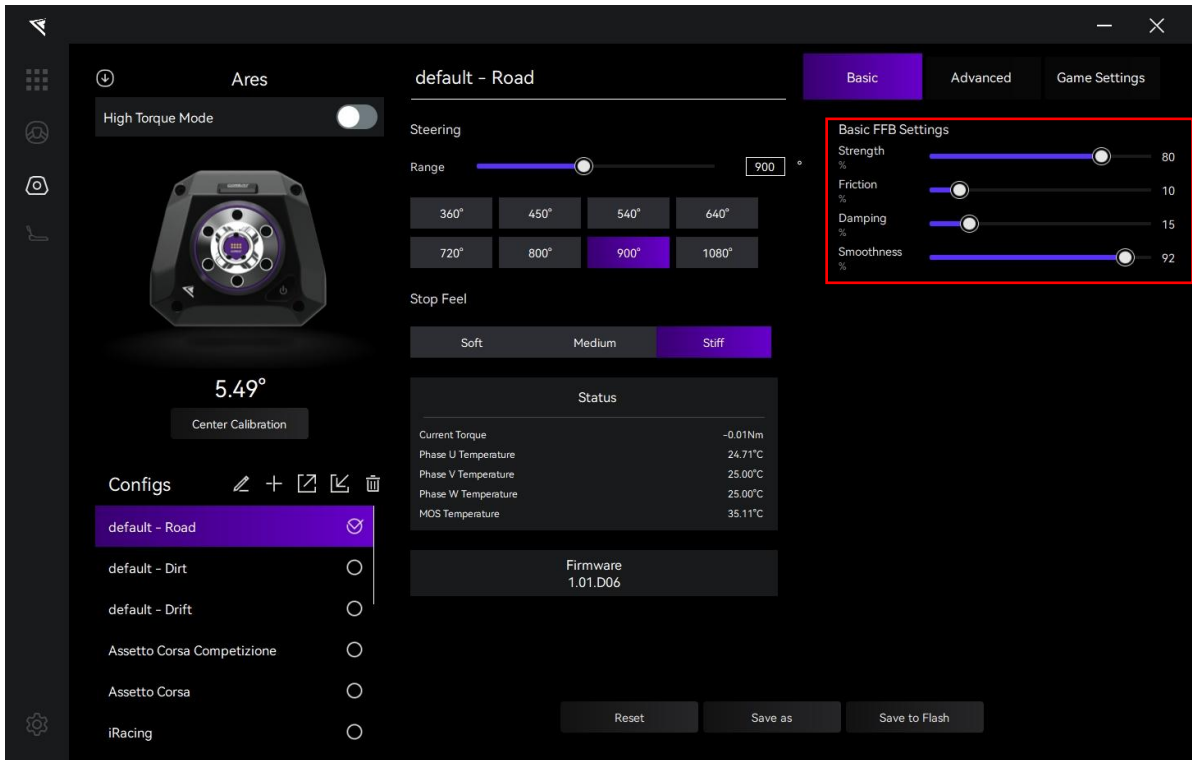 Ares
High Torque Mode
5.49°
Center Calibration
Configs
default - Road
default - Dirt
default - Drift
Assetto Corsa Competizione
Assetto Corsa
iRacing
default - Road
Steering
Range 900 °
360° 450° 540° 640°
720° 800° 900° 1080°
Stop Feel
Soft Medium Stiff
Status
Current Torque -0.01Nm
Phase U Temperature 24.71°C
Phase V Temperature 25.00°C
Phase W Temperature 25.00°C
MOS Temperature 35.11°C
Firmware
1.01.D06
Reset Save as Save to Flash
Basic Advanced Game Settings
Basic FFB Settings
Strength 80
%
Friction 10
%
Damping 15
%
Smoothness 92
%